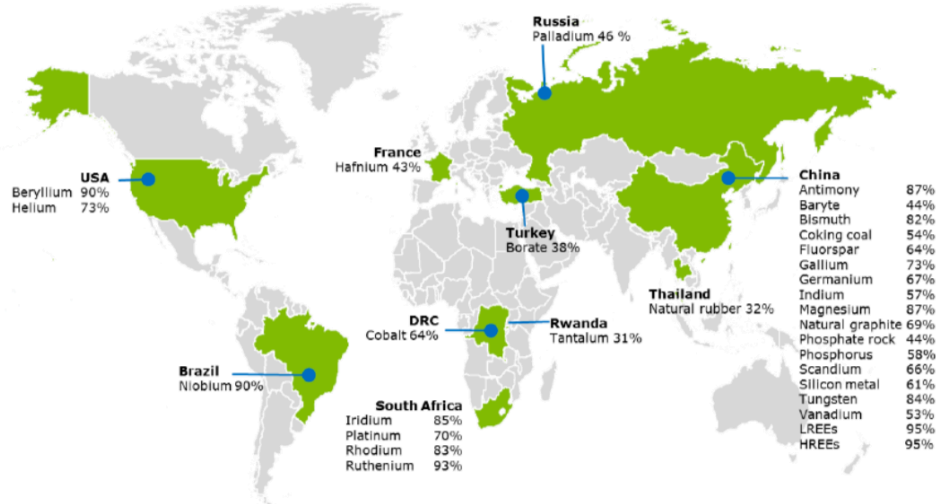 Russia
Palladium 46 %
France
Hafnium 43%
USA
Beryllium 90%
Helium 73%
China
Antimony 87%
Baryte 44%
Bismuth 82%
Coking coal 54%
Fluorspar 64%
Gallium 73%
Germanium 67%
Indium 57%
Magnesium 87%
Natural graphite 69%
Phosphate rock 44%
Phosphorus 58%
Scandium 66%
Silicon metal 61%
Tungsten 84%
Vanadium 53%
LREEs 95%
HREEs 95%
Turkey
Borate 38%
Thailand
Natural rubber 32%
DRC
Cobalt 64%
Rwanda
Tantalum 31%
Brazil
Niobium 90%
South Africa
Iridium 85%
Platinum 70%
Rhodium 83%
Ruthenium 93%